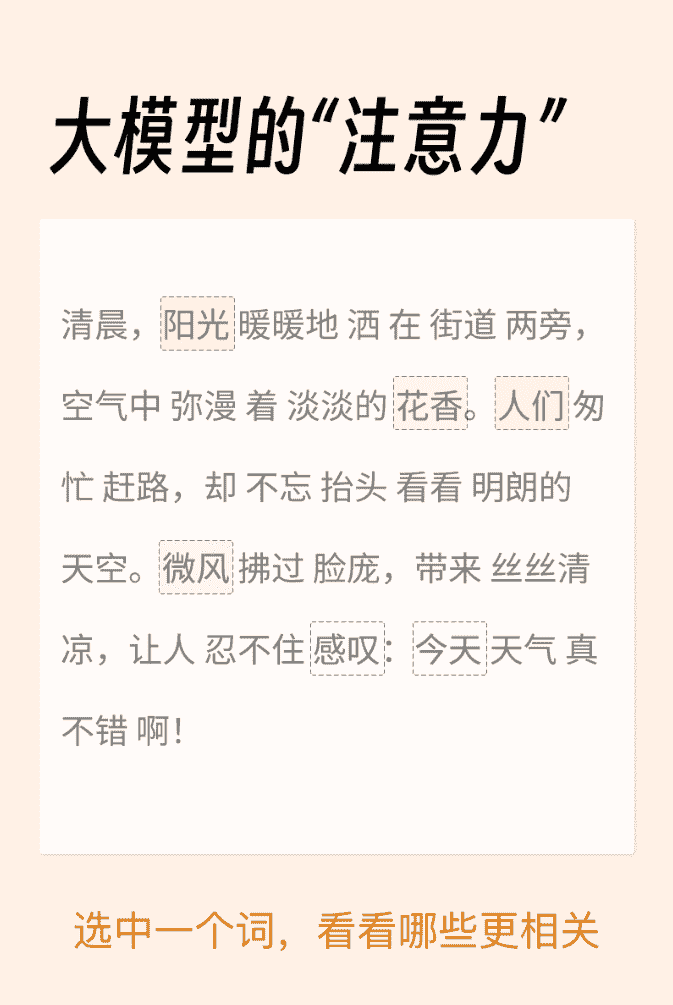 大模型的“注意力”
清晨，阳光 暖暖地 洒 在 街道 两旁，
空气中 弥漫 着 淡淡的 花香。人们 匆
忙 赶路，却 不忘 抬头 看看 明朗的
天空。微风 拂过 脸庞，带来 丝丝清
凉，让人 忍不住 感叹：今天 天气 真
不错 啊！
选中一个词，看看哪些更相关